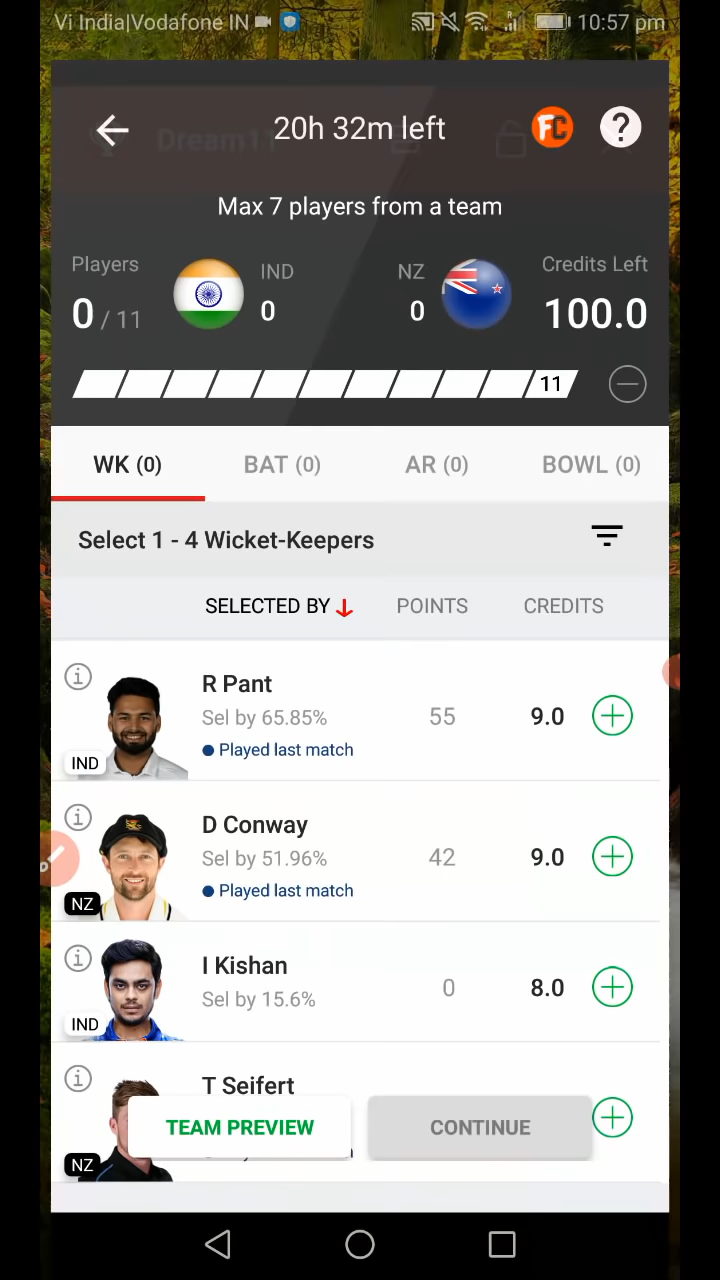 Vi India|Vodafone IN 10:57 pm
Dream11
20h 32m left FC ?
Max 7 players from a team
Players IND NZ Credits Left
0 / 11 0 0 100.0
11
WK (0) BAT (0) AR (0) BOWL (0)
Select 1 - 4 Wicket-Keepers
SELECTED BY POINTS CREDITS
R Pant
Sel by 65.85% 55 9.0
Played last match
IND
D Conway
Sel by 51.96% 42 9.0
Played last match
NZ
I Kishan
Sel by 15.6% 0 8.0
IND
T Seifert
TEAM PREVIEW CONTINUE
NZ